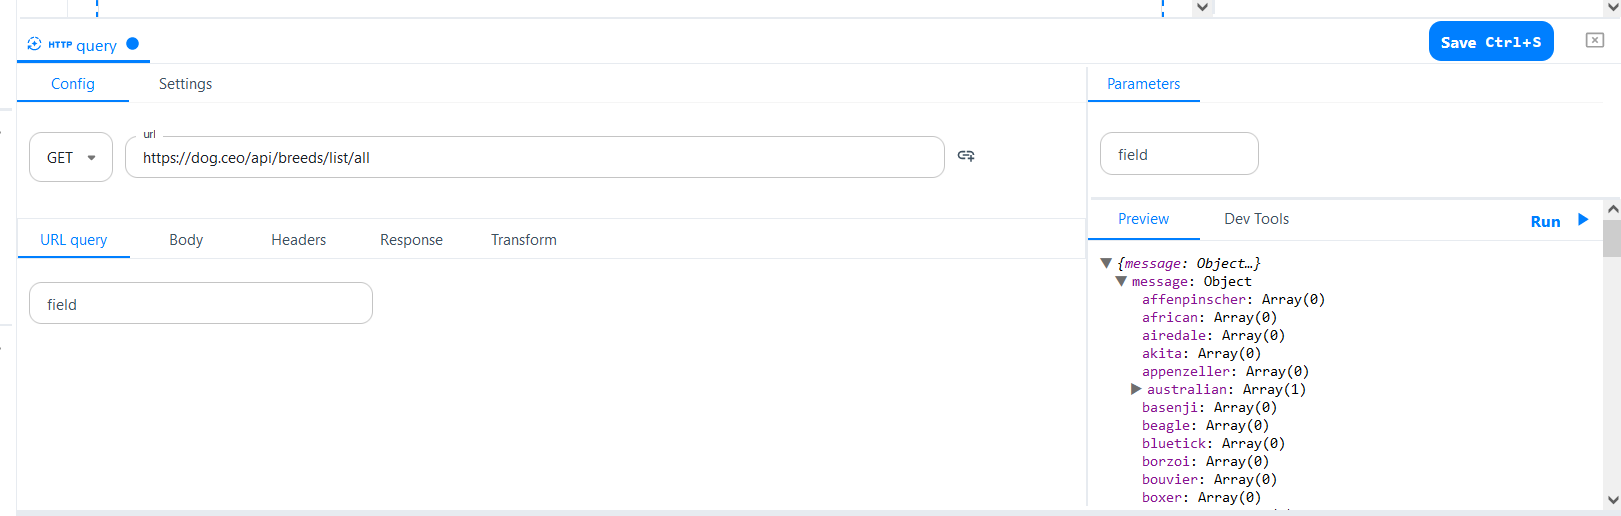 HTTP query
Save Ctrl+S
Config Settings
Parameters
url
GET
https://dog.ceo/api/breeds/list/all
field
Preview Dev Tools
Run
URL query Body Headers Response Transform
field
{message: Object…}
message: Object
affenpinscher: Array(0)
african: Array(0)
airedale: Array(0)
akita: Array(0)
appenzeller: Array(0)
australian: Array(1)
basenji: Array(0)
beagle: Array(0)
bluetick: Array(0)
borzoi: Array(0)
bouvier: Array(0)
boxer: Array(0)